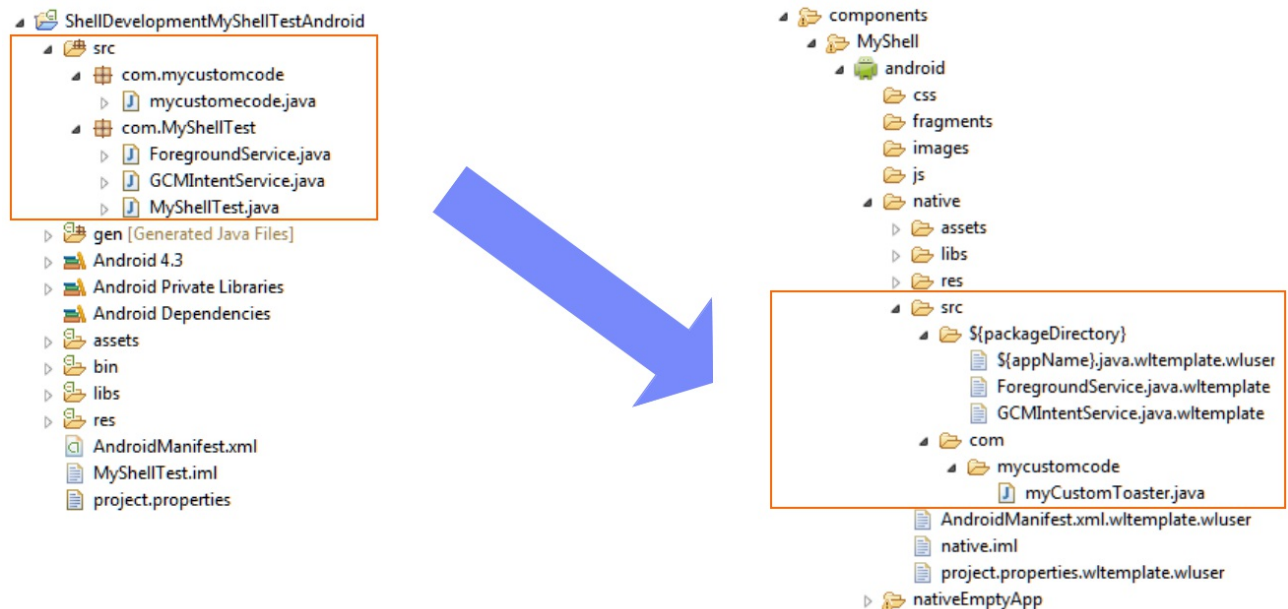 ShellDevelopmentMyShellTestAndroid
src
com.mycustomcode
mycustomecode.java
com.MyShellTest
ForegroundService.java
GCMIntentService.java
MyShellTest.java
gen [Generated Java Files]
Android 4.3
Android Private Libraries
Android Dependencies
assets
bin
libs
res
AndroidManifest.xml
MyShellTest.iml
project.properties
components
MyShell
android
css
fragments
images
js
native
assets
libs
res
src
${packageDirectory}
${appName}.java.wltemplate.wluser
ForegroundService.java.wltemplate
GCMIntentService.java.wltemplate
com
mycustomcode
myCustomToaster.java
AndroidManifest.xml.wltemplate.wluser
native.iml
project.properties.wltemplate.wluser
nativeEmptyApp